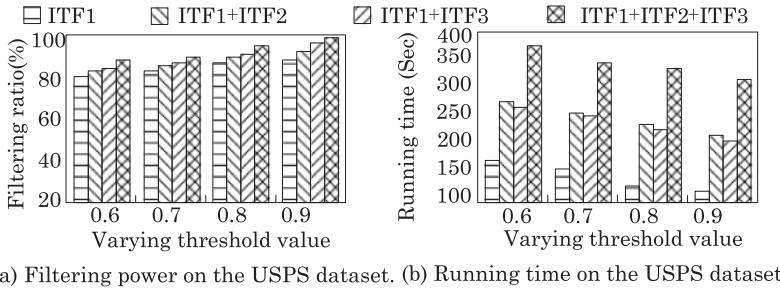 ITF1 ITF1+ITF2 ITF1+ITF3 ITF1+ITF2+ITF3
Filtering ratio(%)
100
80
60
40
20
0.6 0.7 0.8 0.9
Varying threshold value
a) Filtering power on the USPS dataset.
Running time (Sec)
400
350
300
250
200
150
100
0.6 0.7 0.8 0.9
Varying threshold value
(b) Running time on the USPS dataset